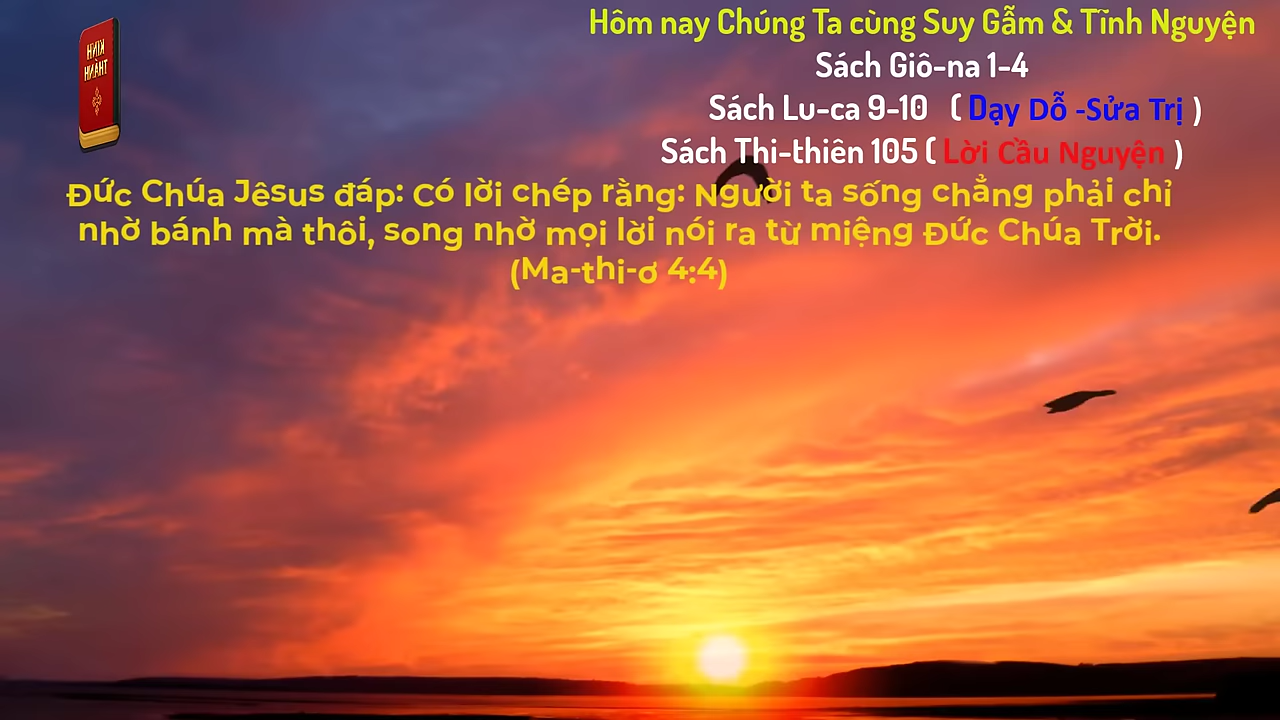 Hôm nay Chúng Ta cùng Suy Gẫm & Tĩnh Nguyện
Sách Giô-na 1-4
Sách Lu-ca 9-10 ( Dạy Dỗ -Sửa Trị )
Sách Thi-thiên 105 ( Lời Cầu Nguyện )
KINH
THÁNH
Đức Chúa Jêsus đáp: Có lời chép rằng: Người ta sống chẳng phải chỉ
nhờ bánh mà thôi, song nhờ mọi lời nói ra từ miệng Đức Chúa Trời.
(Ma-thi-ơ 4:4)